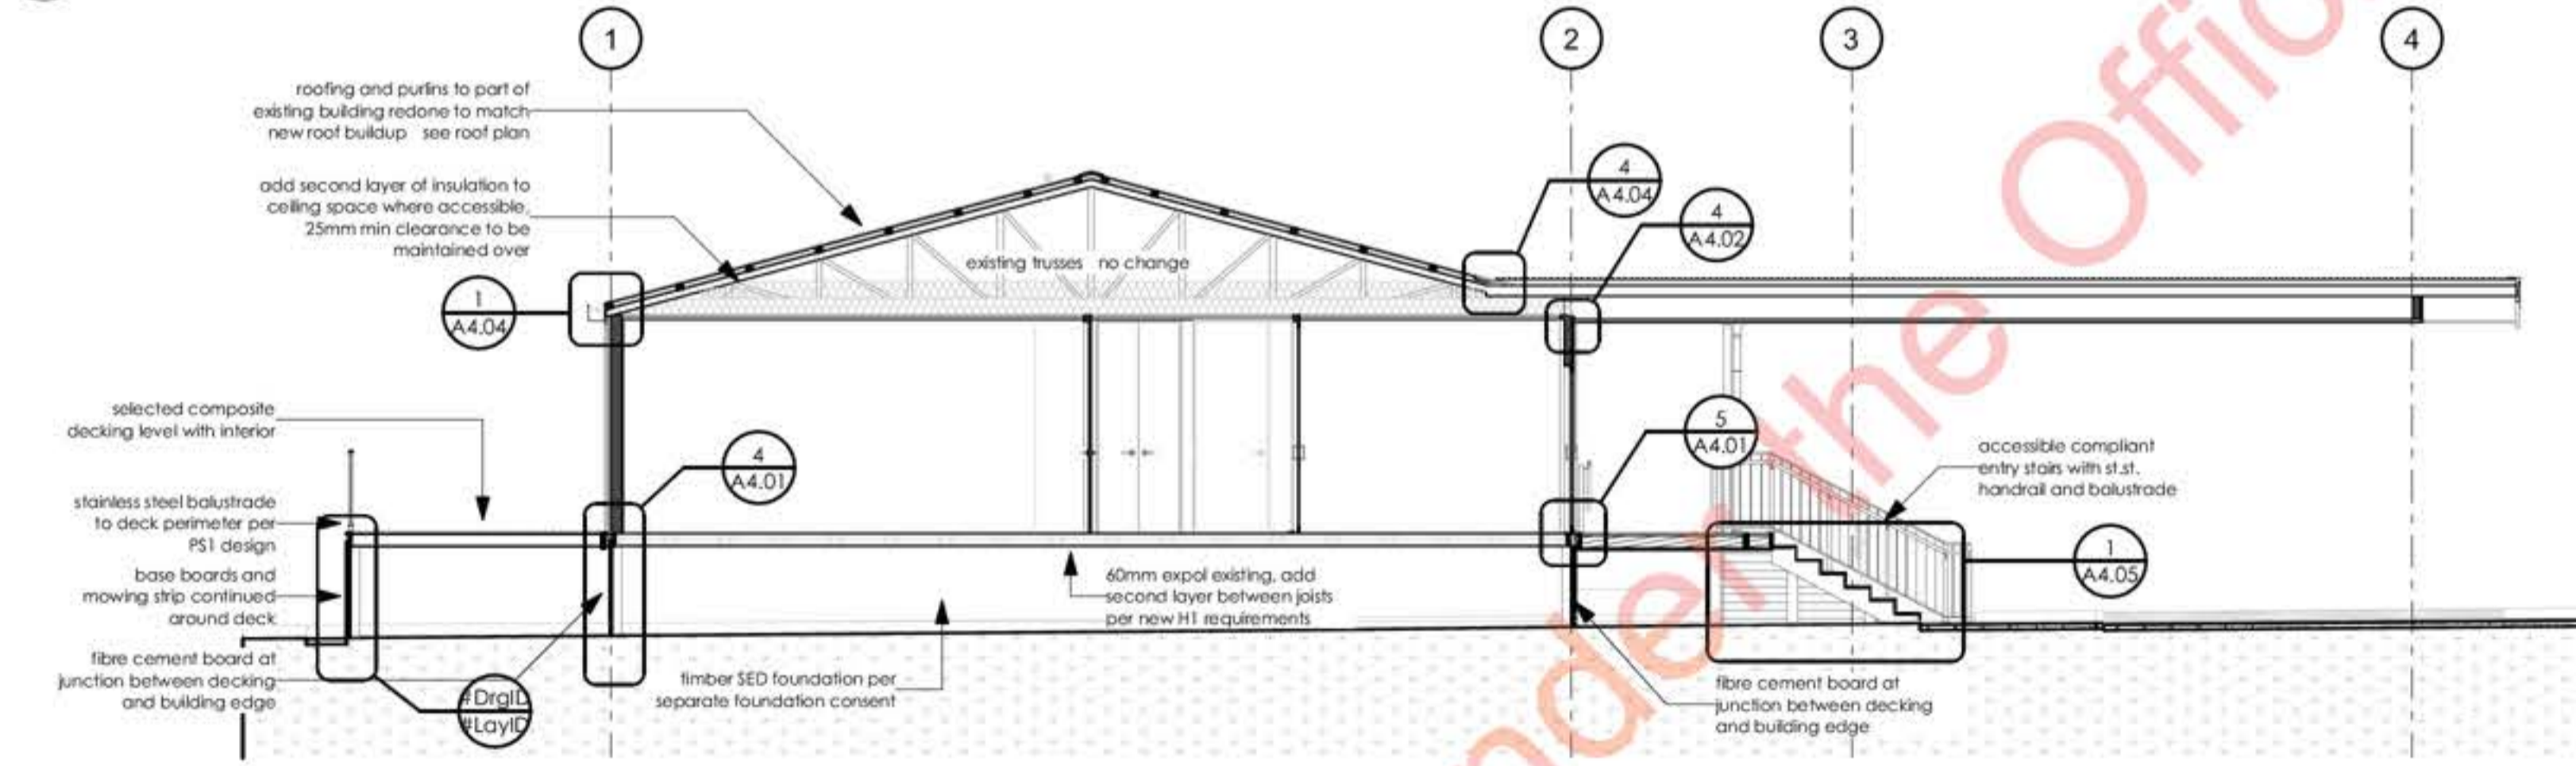 1
2
3
4
roofing and purlins to part of
existing building redone to match
new roof buildup see roof plan
add second layer of insulation to
ceiling space where accessible,
25mm min clearance to be
maintained over
existing trusses no change
4
A4.04
4
A4.02
1
A4.04
selected composite
decking level with interior
4
A4.01
5
A4.01
accessible compliant
entry stairs with st.st.
handrail and balustrade
stainless steel balustrade
to deck perimeter per
PS1 design
base boards and
mowing strip continued
around deck
60mm expol existing, add
second layer between joists
per new H1 requirements
1
A4.05
fibre cement board at
junction between decking
and building edge
#DrgID
#LayID
timber SED foundation per
separate foundation consent
fibre cement board at
junction between decking
and building edge
nder the Offic